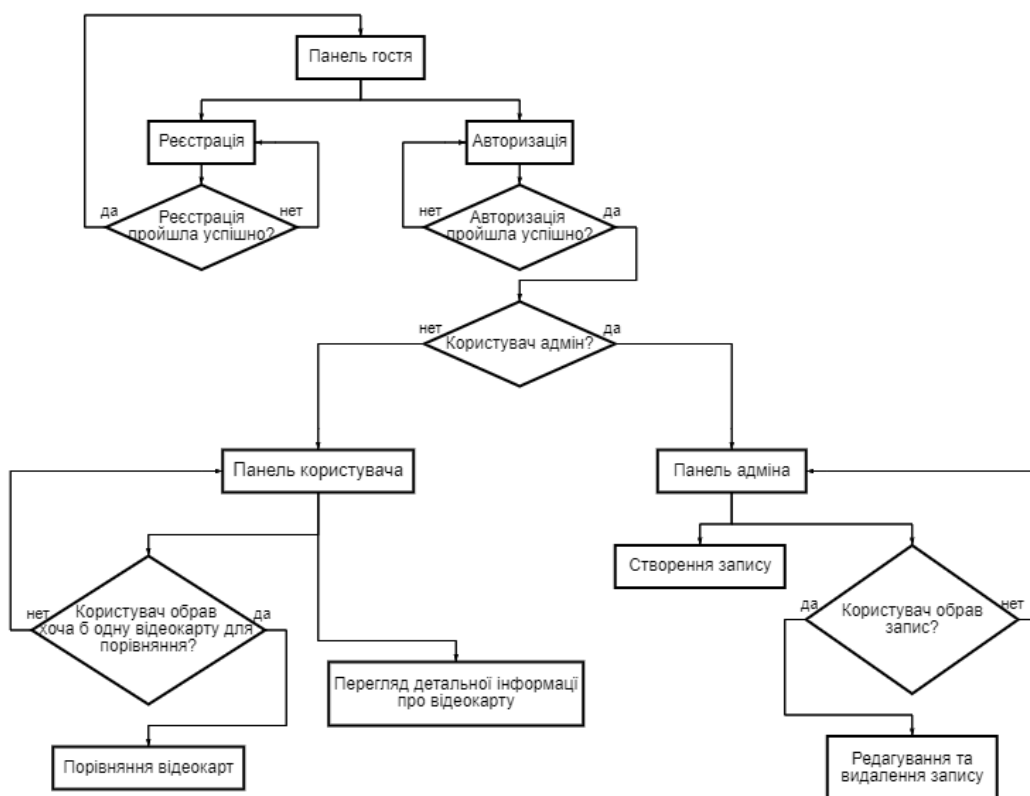 Панель гостя
Реєстрація
Авторизація
да
Реєстрація
пройшла успішно?
нет
нет
Авторизація
пройшла успішно?
да
нет
Користувач адмін?
да
Панель користувача
Панель адміна
Створення запису
нет
Користувач обрав
хоча б одну відеокарту для
порівняння?
да
да
Користувач обрав
запис?
нет
Перегляд детальної інформації
про відеокарту
Порівняння відеокарт
Редагування та
видалення запису